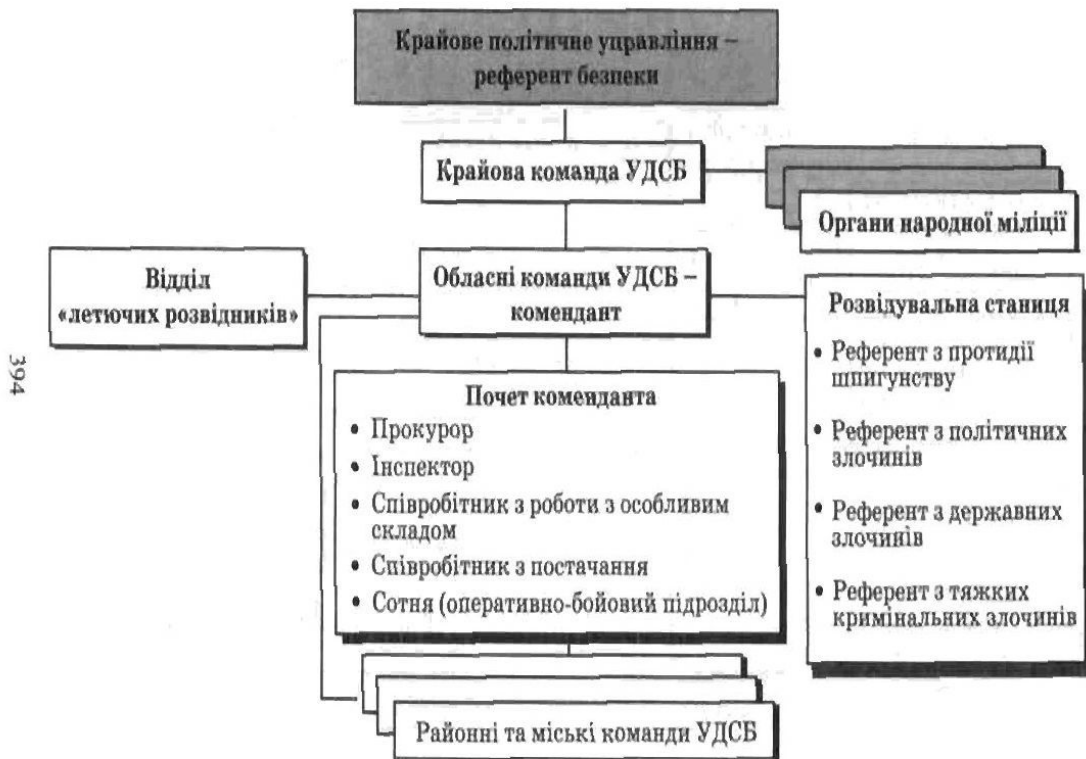 Крайове політичне управління –
референт безпеки
Крайова команда УДСБ
Органи народної міліції
Відділ
«летючих розвідників»
Обласні команди УДСБ –
комендант
Розвідувальна станиця
• Референт з протидії
шпигунству
• Референт з політичних
злочинів
• Референт з державних
злочинів
• Референт з тяжких
кримінальних злочинів
Почет коменданта
• Прокурор
• Інспектор
• Співробітник з роботи з особливим
складом
• Співробітник з постачання
• Сотня (оперативно-бойовий підрозділ)
Районні та міські команди УДСБ
394